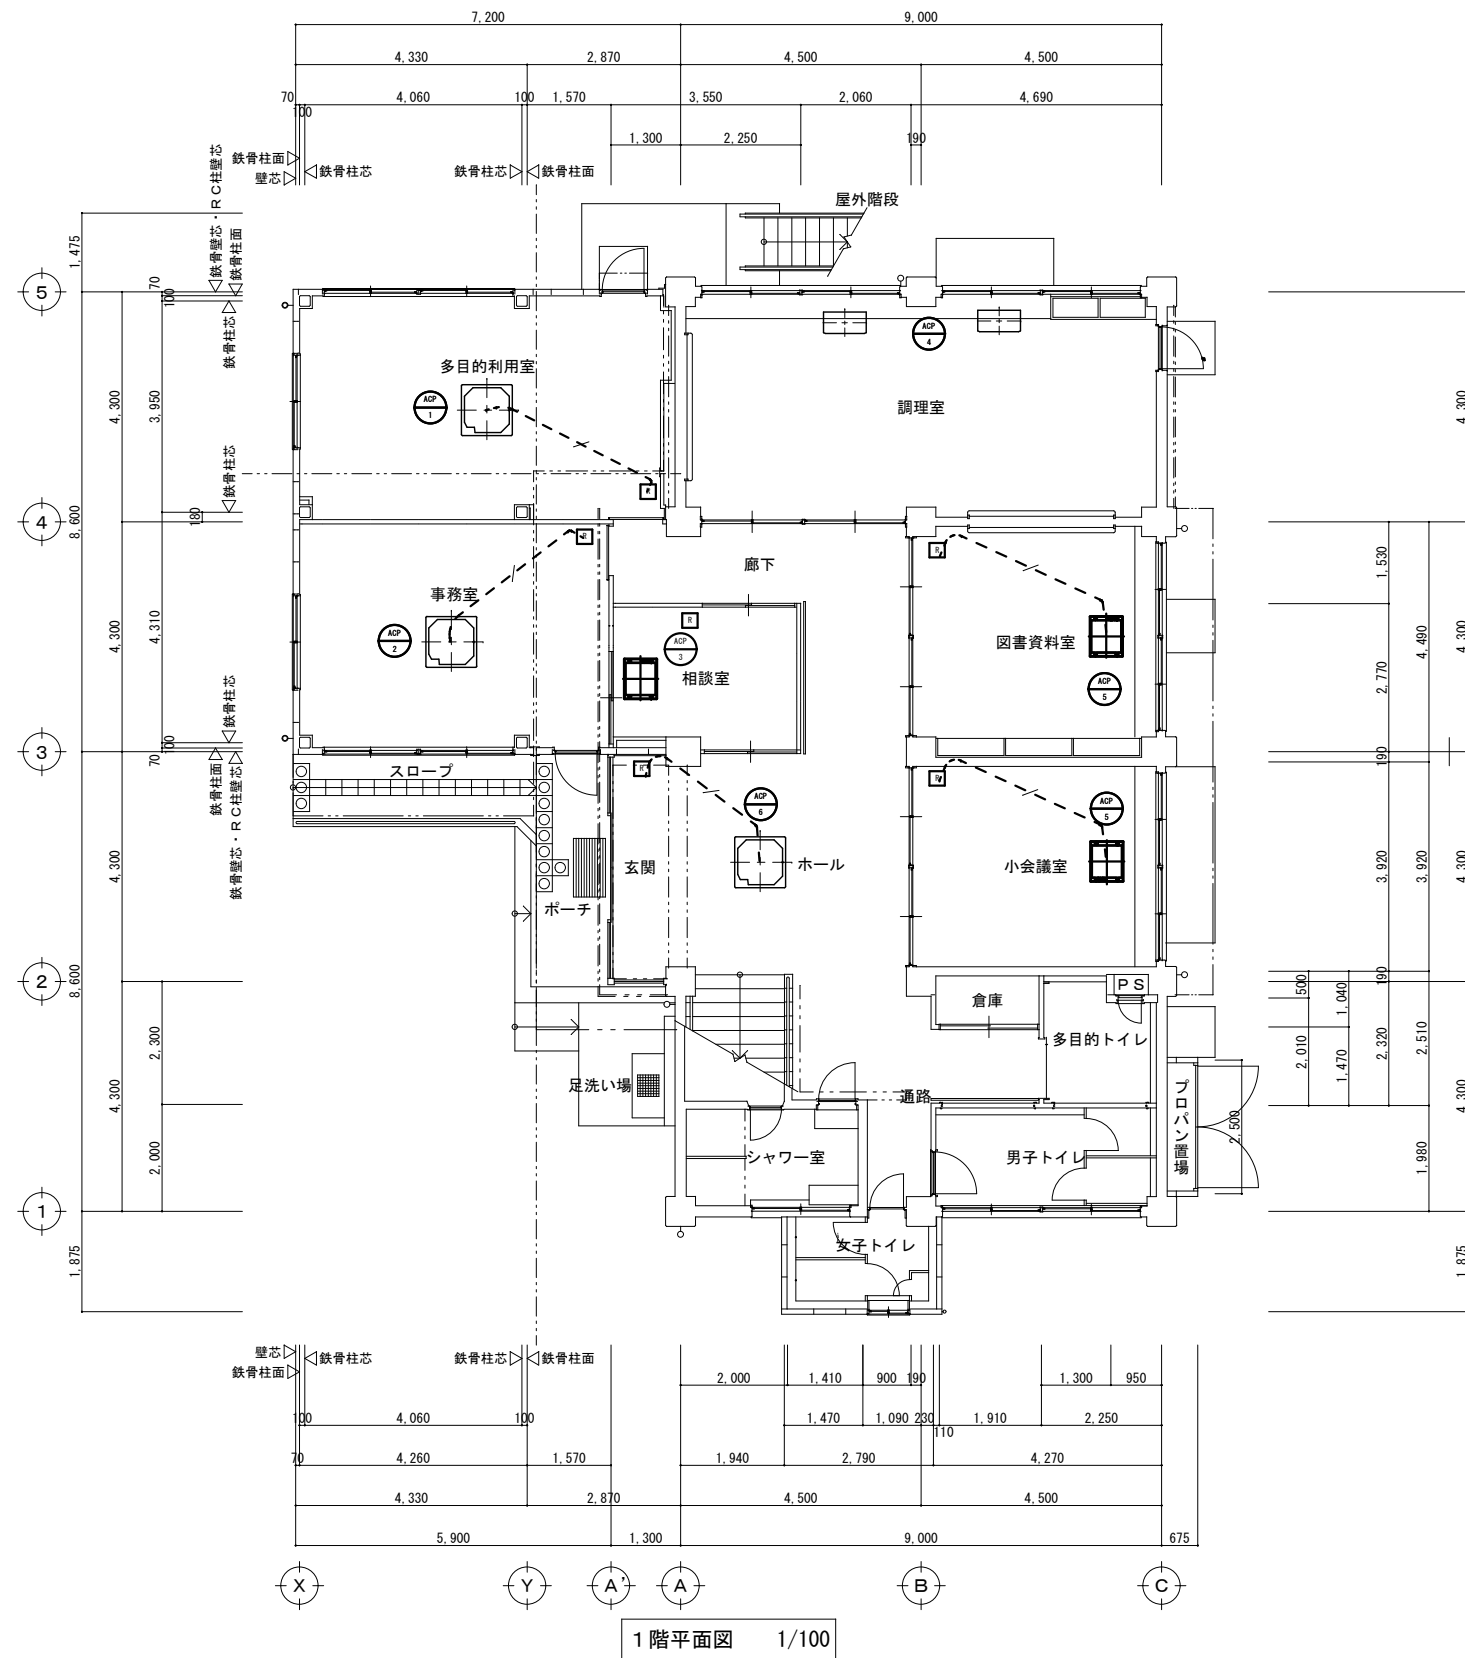 7,200
9,000
4,330
2,870
4,500
4,500
70
100
4,060
100
1,570
3,550
2,060
4,690
1,300
2,250
190
鉄骨柱面
壁芯
鉄骨柱芯
鉄骨柱芯
鉄骨柱面
鉄骨壁芯・RC柱壁芯
鉄骨柱面
鉄骨柱芯
鉄骨柱芯
鉄骨柱芯
鉄骨柱面
鉄骨壁芯・RC柱壁芯
屋外階段
5
4
3
2
1
1,475
8,600
8,600
1,875
4,300
4,300
4,300
4,300
70
100
3,950
180
4,310
100
70
2,300
2,000
多目的利用室
ACP
1
R
ACP
4
調理室
事務室
ACP
2
R
廊下
R
ACP
3
相談室
R
図書資料室
ACP
5
スロープ
R
ACP
6
玄関
ホール
ポーチ
R
ACP
5
小会議室
倉庫
PS
多目的トイレ
足洗い場
通路
シャワー室
男子トイレ
プロパン置場
女子トイレ
4,300
4,300
4,300
4,300
1,875
1,530
4,490
2,770
190
3,920
3,920
190
500
1,040
2,010
1,470
2,320
2,510
2,500
1,980
壁芯
鉄骨柱面
鉄骨柱芯
鉄骨柱芯
鉄骨柱面
2,000
1,410
900
190
1,300
950
100
4,060
100
1,470
1,090
230
110
1,910
2,250
70
4,260
1,570
1,940
2,790
4,270
4,330
2,870
4,500
4,500
5,900
1,300
9,000
675
X
Y
A'
A
B
C
1階平面図 1/100